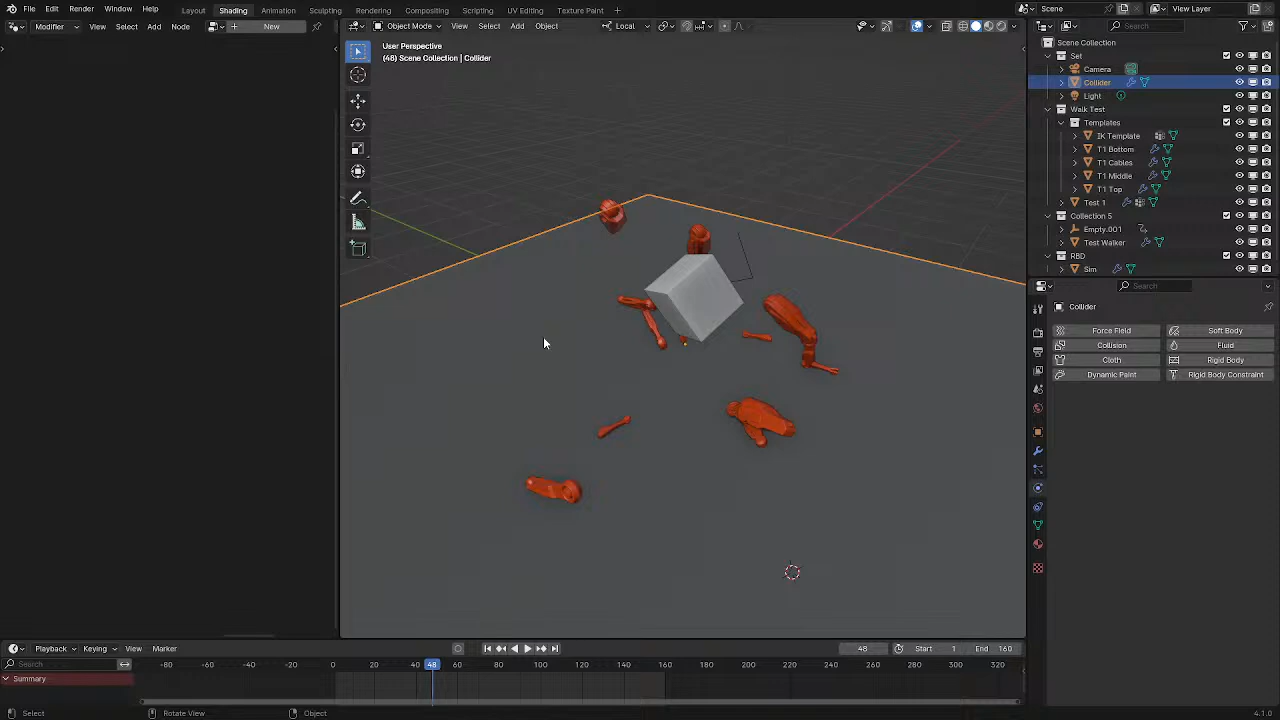 File Edit Render Window Help Layout Shading Animation Sculpting UV Editing Scripting Rendering Compositing Texture Paint + Scene View Layer
Modifier View Select Add Node New Object Mode View Select Add Object Local Search
User Perspective
(48) Scene Collection | Collider
Scene Collection
Set
Camera
Collider
Light
Walk Test
Templates
IK Template
T1 Bottom
T1 Cables
T1 Middle
T1 Top
Test 1
Collection 5
Empty.001
Test Walker
RBD
Sim
Search
Collider
Force Field Soft Body
Collision Fluid
Cloth Rigid Body
Dynamic Paint Rigid Body Constraint
Playback Keying View Marker 48 Start 1 End 160
Search -80 -60 -40 -20 0 20 40 48 60 80 100 120 140 160 180 200 220 240 260 280 300 320
Summary
Select Rotate View Object 4.1.0